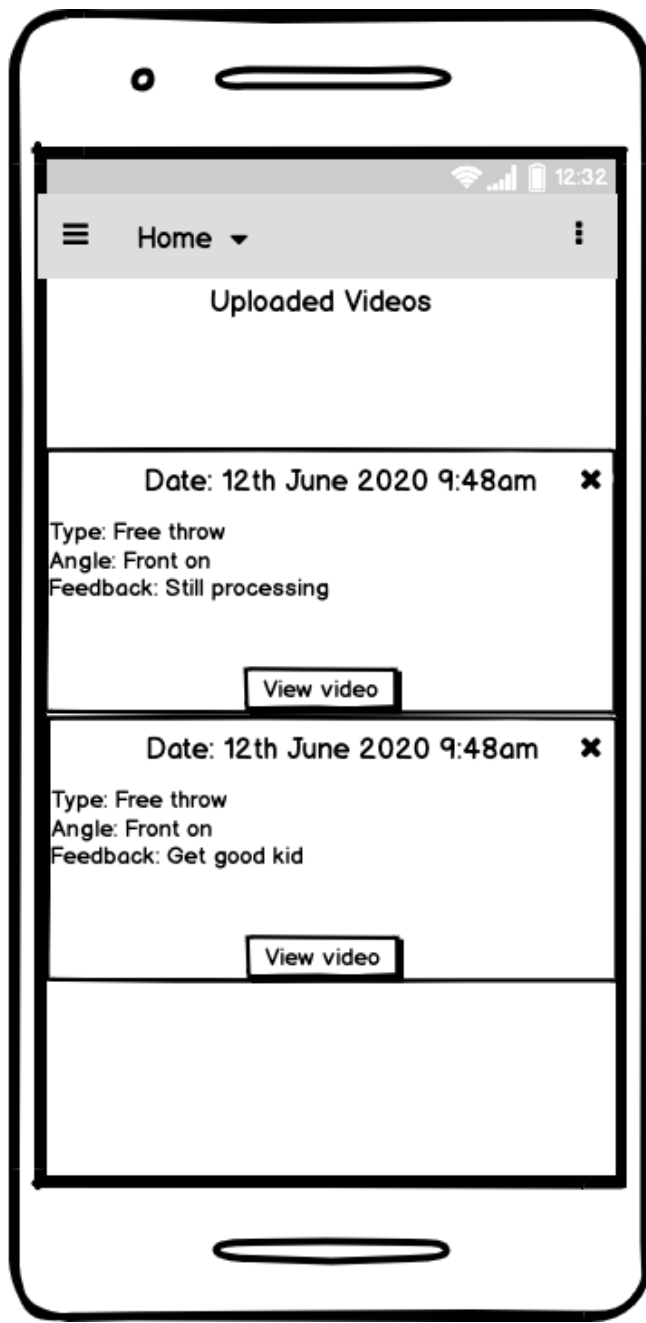 12:32
Home
Uploaded Videos
Date: 12th June 2020 9:48am
Type: Free throw
Angle: Front on
Feedback: Still processing
View video
Date: 12th June 2020 9:48am
Type: Free throw
Angle: Front on
Feedback: Get good kid
View video